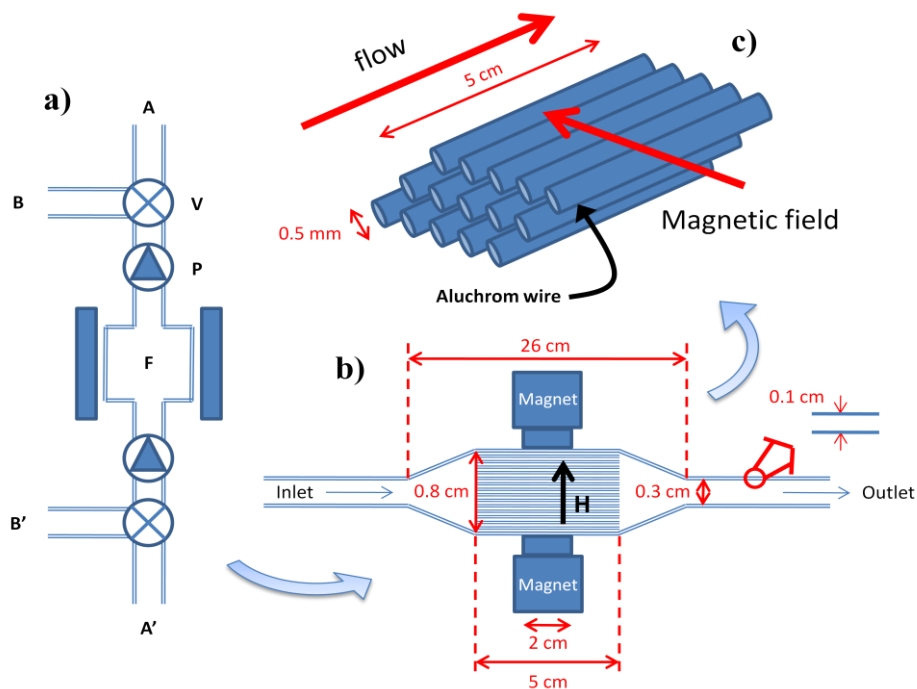 a)
A
B
V
P
F
B'
A'
c)
flow
5 cm
0.5 mm
Magnetic field
Aluchrom wire
b)
26 cm
Magnet
0.1 cm
Inlet
0.8 cm
H
0.3 cm
Outlet
Magnet
2 cm
5 cm